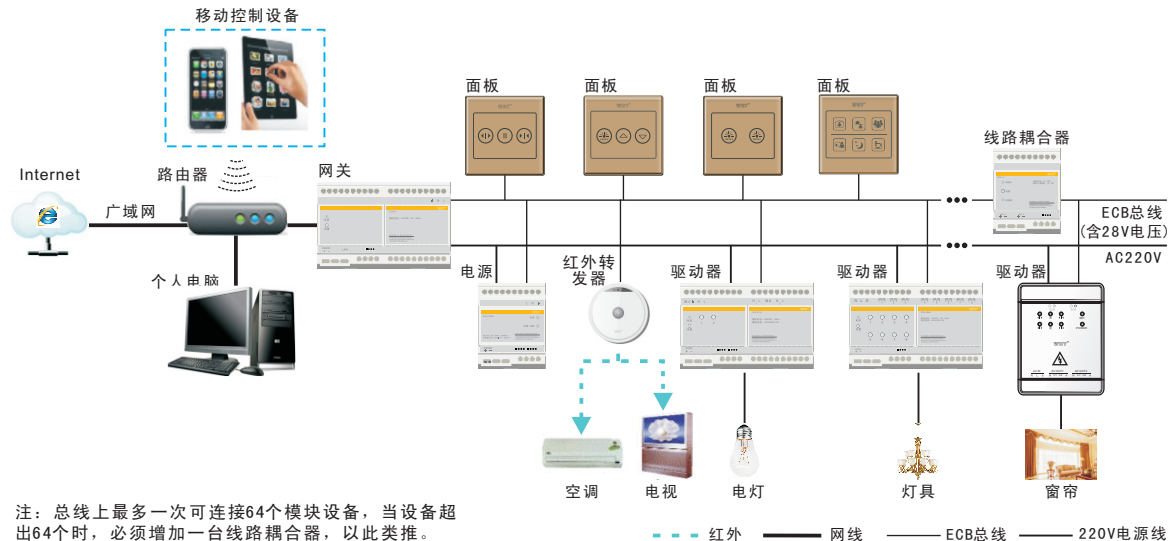 移动控制设备
面板
面板
面板
面板
线路耦合器
Internet
路由器
网关
广域网
ECB总线
(含28V电压)
AC220V
个人电脑
电源
红外转
发器
驱动器
驱动器
驱动器
空调
电视
电灯
灯具
窗帘
注：总线上最多一次可连接64个模块设备，当设备超
出64个时，必须增加一台线路耦合器，以此类推。
红外
网线
ECB总线
220V电源线